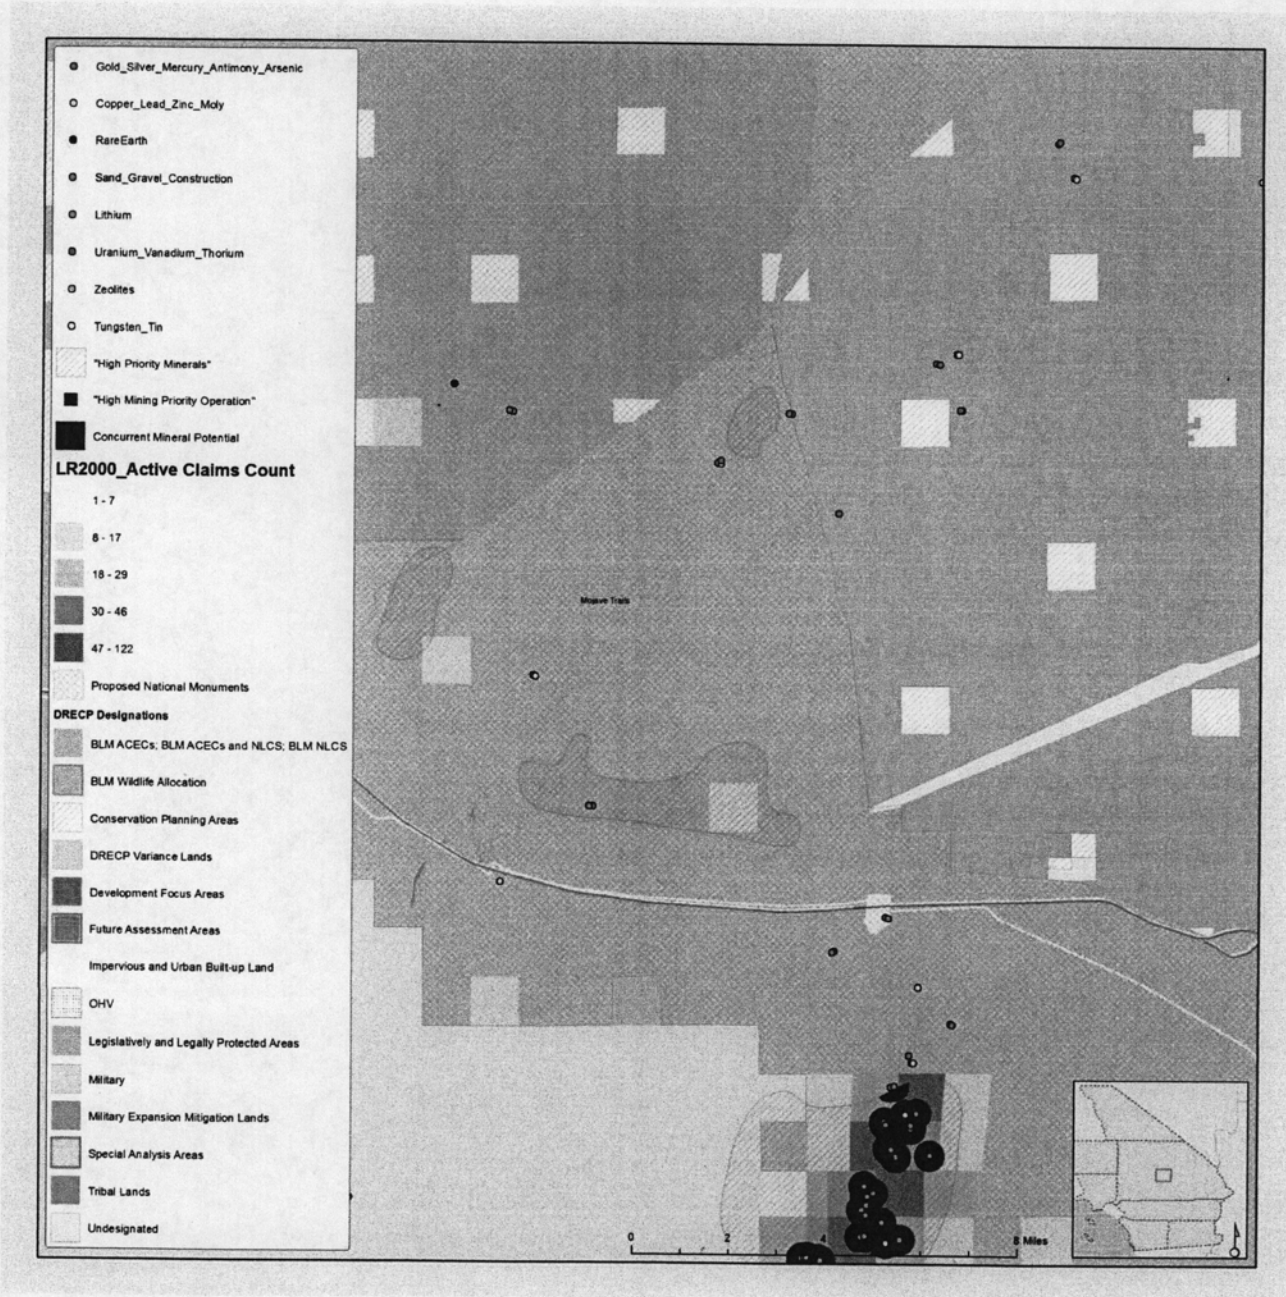 Gold_Silver_Mercury_Antimony_Arsenic
Copper_Lead_Zinc_Moly
RareEarth
Sand_Gravel_Construction
Lithium
Uranium_Vanadium_Thorium
Zeolites
Tungsten_Tin
"High Priority Minerals"
"High Mining Priority Operation"
Concurrent Mineral Potential
LR2000_Active Claims Count
1 - 7
8 - 17
18 - 29
30 - 46
47 - 122
Proposed National Monuments
DRECP Designations
BLM ACECs; BLM ACECs and NLCS; BLM NLCS
BLM Wildlife Allocation
Conservation Planning Areas
DRECP Variance Lands
Development Focus Areas
Future Assessment Areas
Impervious and Urban Built-up Land
OHV
Legislatively and Legally Protected Areas
Military
Military Expansion Mitigation Lands
Special Analysis Areas
Tribal Lands
Undesignated
Mojave Trails
0 2 4 8 Miles